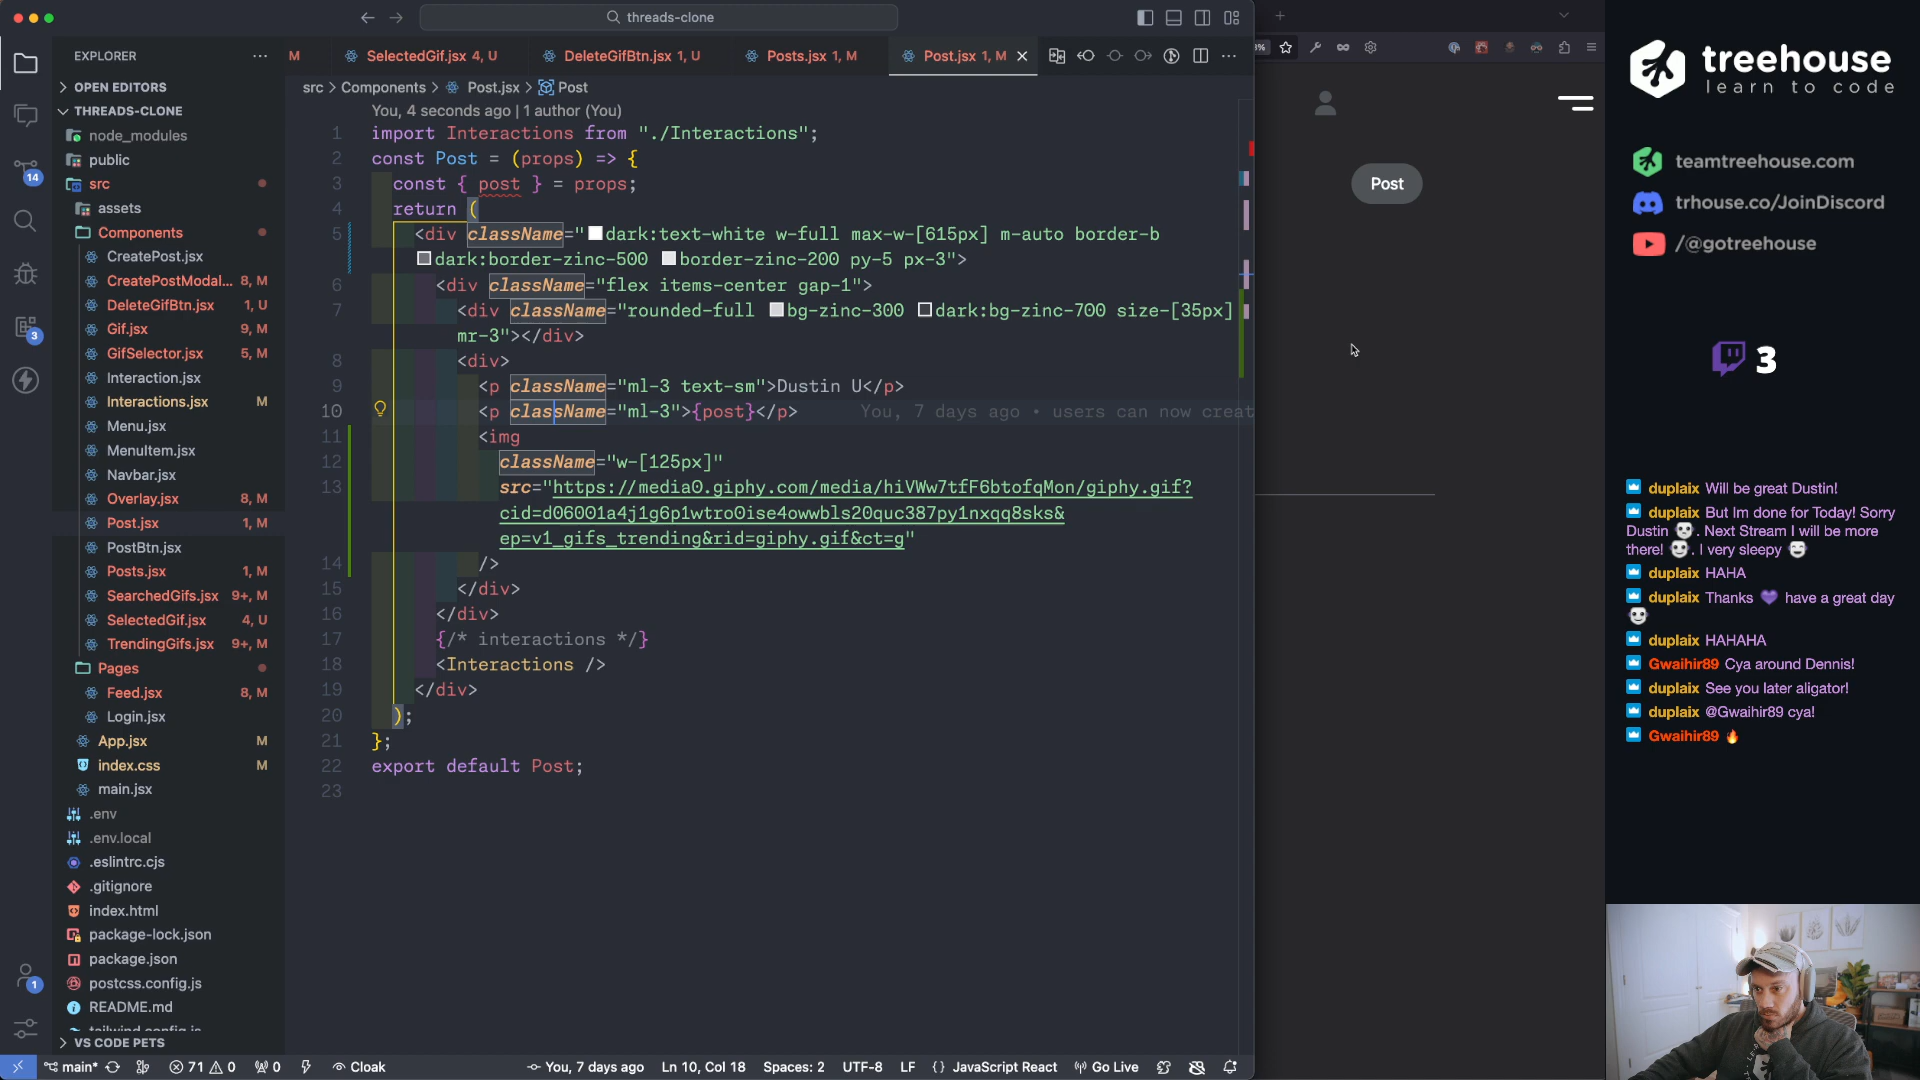 threads-clone
EXPLORER
OPEN EDITORS
THREADS-CLONE
node_modules
public
src
assets
Components
CreatePost.jsx
CreatePostModal... 8, M
DeleteGifBtn.jsx 1, U
Gif.jsx 9, M
GifSelector.jsx 5, M
Interaction.jsx
Interactions.jsx M
Menu.jsx
MenuItem.jsx
Navbar.jsx
Overlay.jsx 8, M
Post.jsx 1, M
PostBtn.jsx
Posts.jsx 1, M
SearchedGifs.jsx 9+, M
SelectedGif.jsx 4, U
TrendingGifs.jsx 9+, M
Pages
Feed.jsx 8, M
Login.jsx
App.jsx M
index.css M
main.jsx
.env
.env.local
.eslintrc.cjs
.gitignore
index.html
package-lock.json
package.json
postcss.config.js
README.md
tailwind.config.js
VS CODE PETS
14
3
1
M SelectedGif.jsx 4, U DeleteGifBtn.jsx 1, U Posts.jsx 1, M Post.jsx 1, M
src > Components > Post.jsx > Post
You, 4 seconds ago | 1 author (You)
1 import Interactions from "./Interactions";
2 const Post = (props) => {
3 const { post } = props;
4 return (
5 <div className="dark:text-white w-full max-w-[615px] m-auto border-b
dark:border-zinc-500 border-zinc-200 py-5 px-3">
6 <div className="flex items-center gap-1">
7 <div className="rounded-full bg-zinc-300 dark:bg-zinc-700 size-[35px]
mr-3"></div>
8 <div>
9 <p className="ml-3 text-sm">Dustin U</p>
10 <p className="ml-3">{post}</p> You, 7 days ago • users can now creat
11 <img
12 className="w-[125px]"
13 src="https://media0.giphy.com/media/hiVWw7tfF6btofqMon/giphy.gif?
cid=d06001a4j1g6p1wtro0ise4owwbls20quc387py1nxqq8sks&
ep=v1_gifs_trending&rid=giphy.gif&ct=g"
14 />
15 </div>
16 </div>
17 {/* interactions */}
18 <Interactions />
19 </div>
20 );
21 };
22 export default Post;
23
main* 71 0 0 Cloak You, 7 days ago Ln 10, Col 18 Spaces: 2 UTF-8 LF {} JavaScript React Go Live
Post
treehouse
learn to code
teamtreehouse.com
trhouse.co/JoinDiscord
/@gotreehouse
3
duplaix Will be great Dustin!
duplaix But Im done for Today! Sorry
Dustin . Next Stream I will be more
there! . I very sleepy
duplaix HAHA
duplaix Thanks 💜 have a great day
duplaix HAHAHA
Gwaihir89 Cya around Dennis!
duplaix See you later aligator!
duplaix @Gwaihir89 cya!
Gwaihir89 🔥